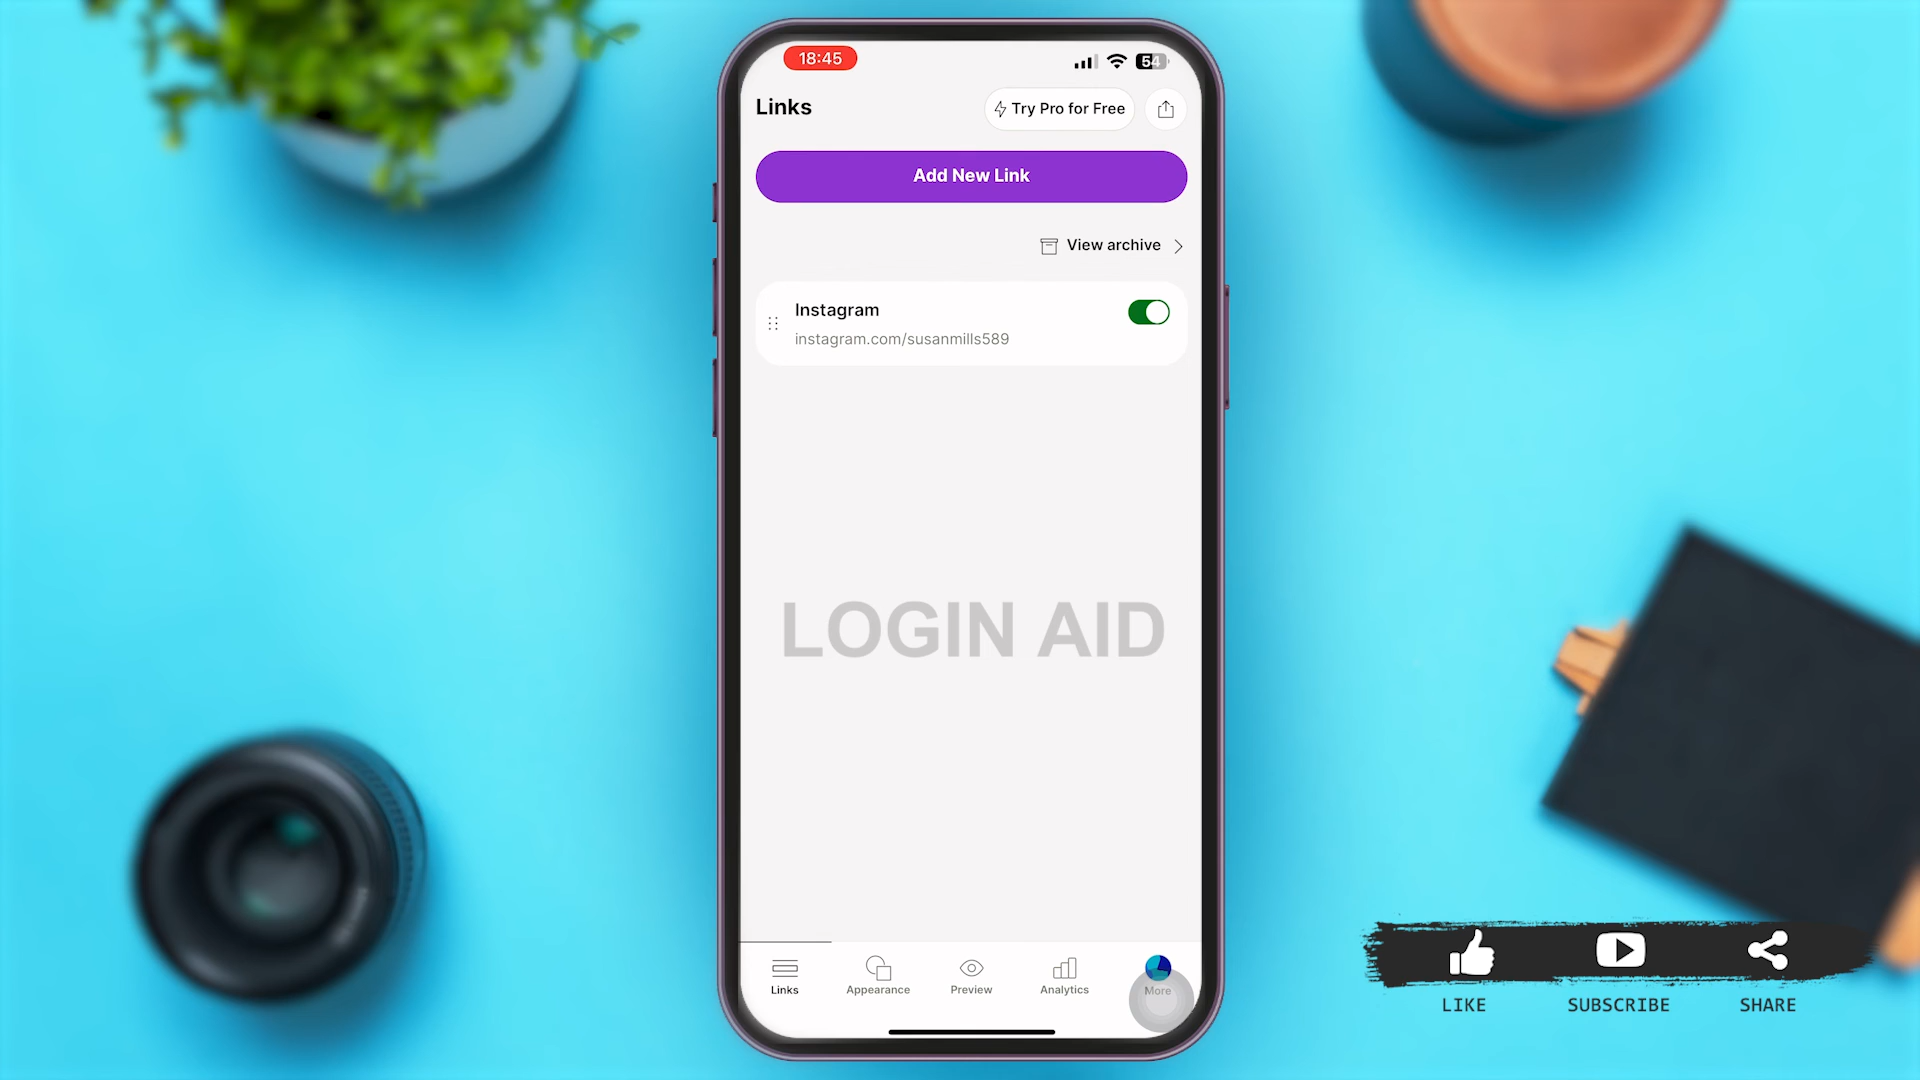 18:45
54
Links
Try Pro for Free
Add New Link
View archive
Instagram
instagram.com/susanmills589
LOGIN AID
Links
Appearance
Preview
Analytics
More
LIKE
SUBSCRIBE
SHARE